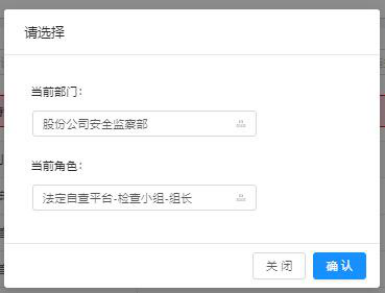 请选择
当前部门：
股份公司安全监察部
当前角色：
法定自查平台-检查小组-组长
关 闭
确 认